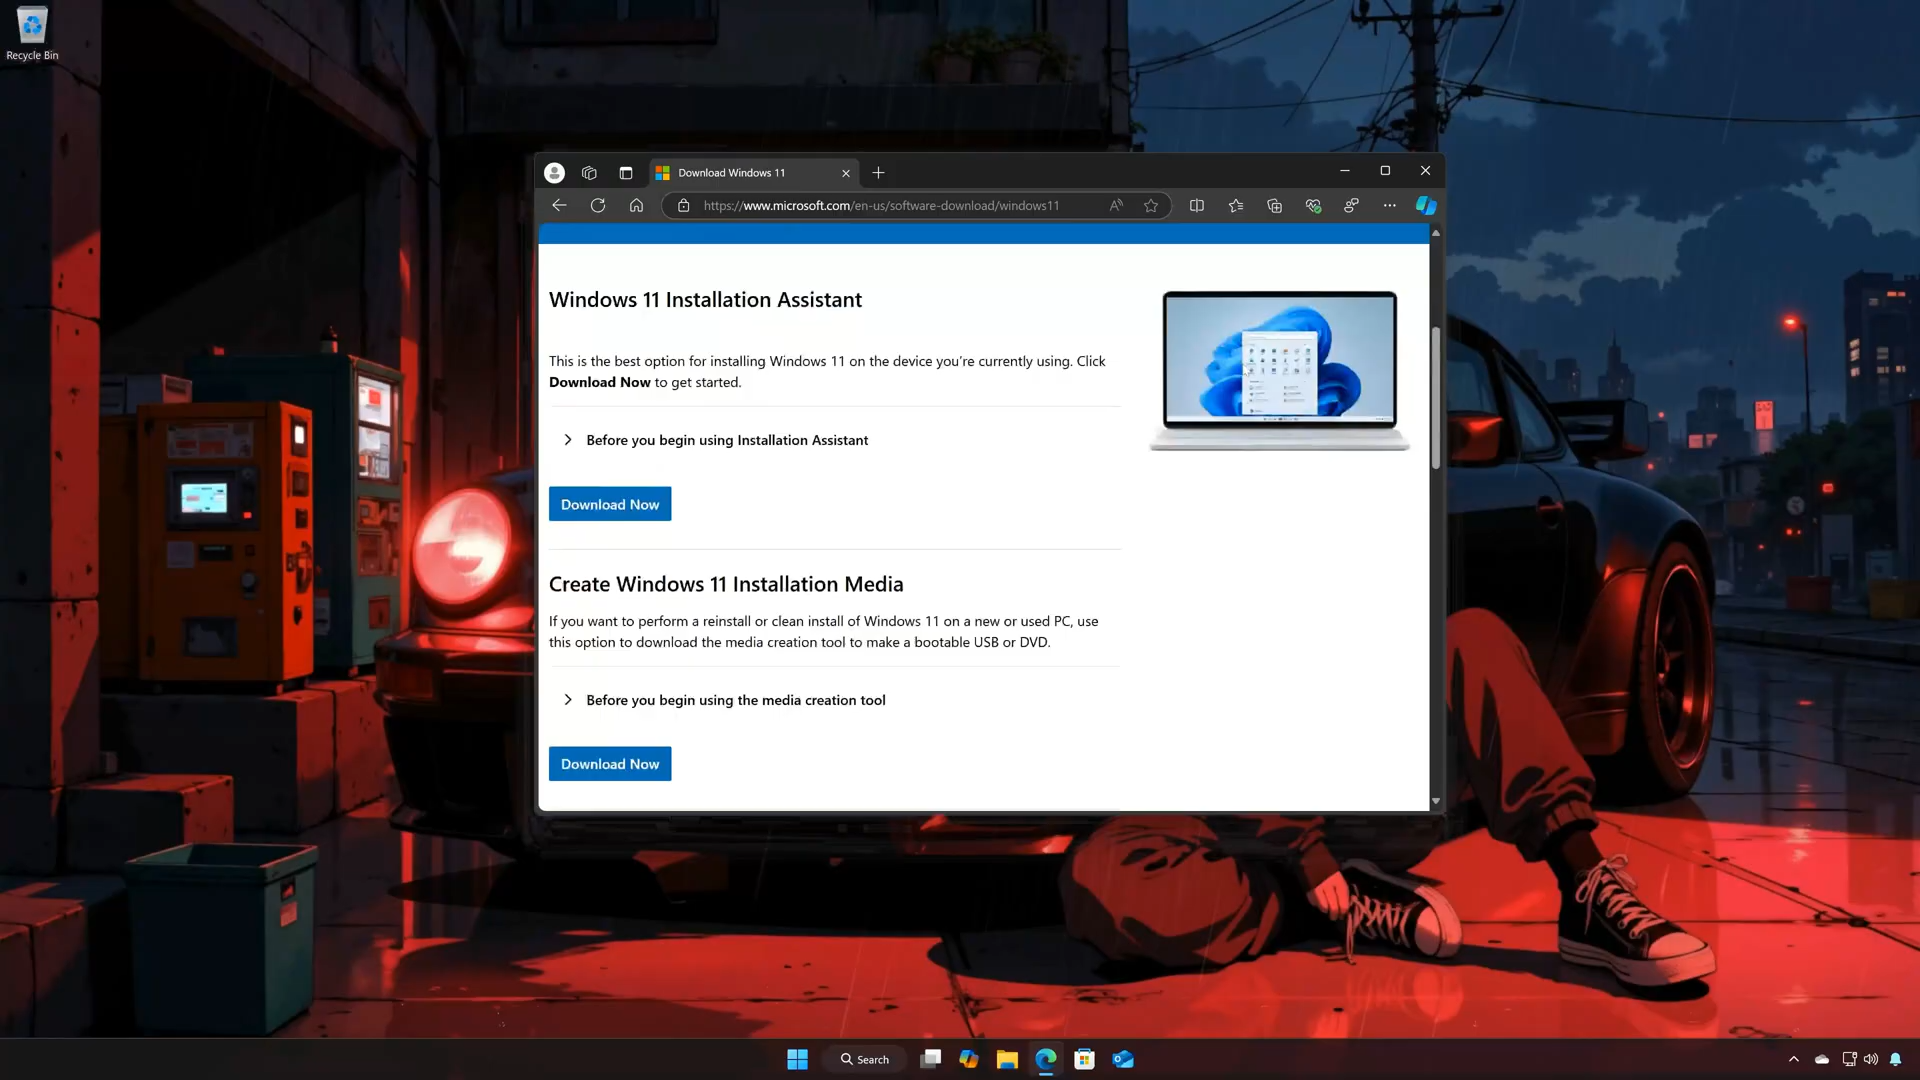 Recycle Bin
Download Windows 11
https://www.microsoft.com/en-us/software-download/windows11
Windows 11 Installation Assistant
This is the best option for installing Windows 11 on the device you’re currently using. Click
Download Now to get started.
Before you begin using Installation Assistant
Download Now
Create Windows 11 Installation Media
If you want to perform a reinstall or clean install of Windows 11 on a new or used PC, use
this option to download the media creation tool to make a bootable USB or DVD.
Before you begin using the media creation tool
Download Now
Search